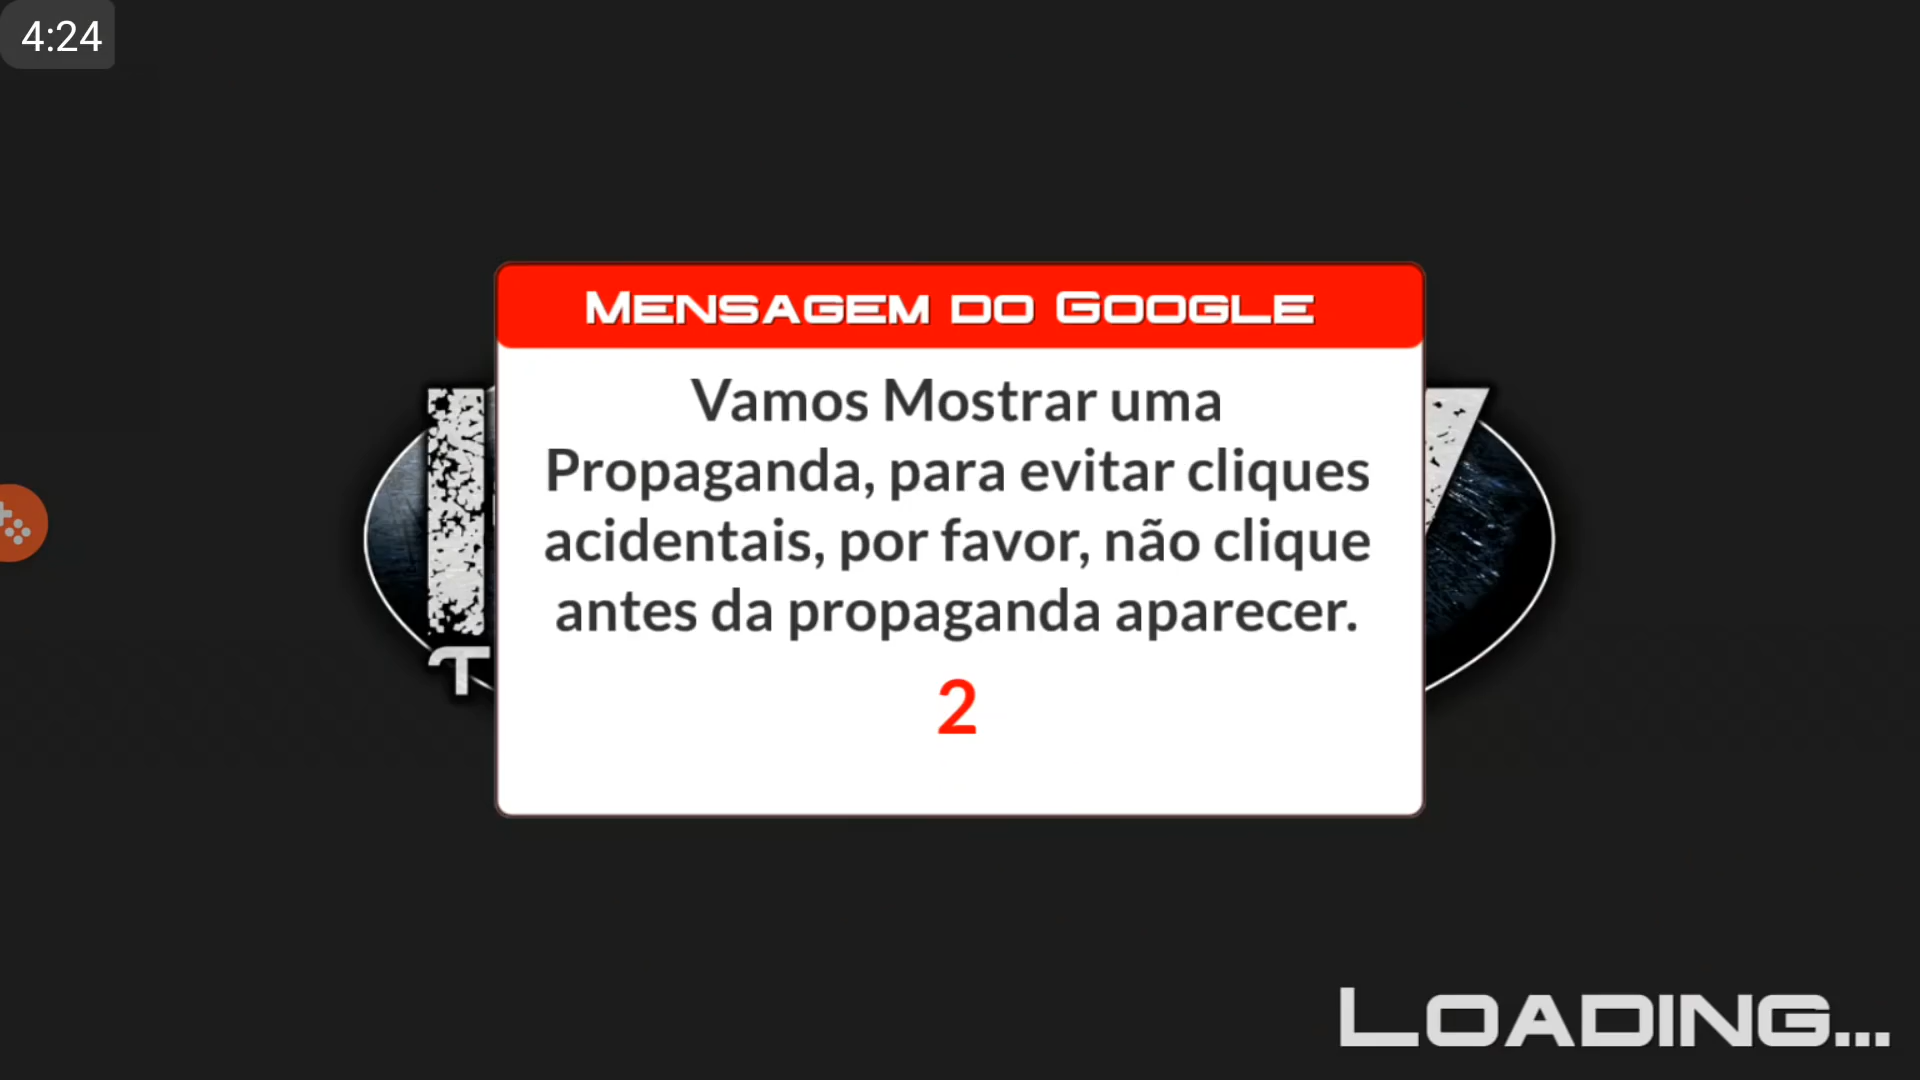 4:24
Mensagem do Google
Vamos Mostrar uma
Propaganda, para evitar cliques
acidentais, por favor, não clique
antes da propaganda aparecer.
2
T
Loading...